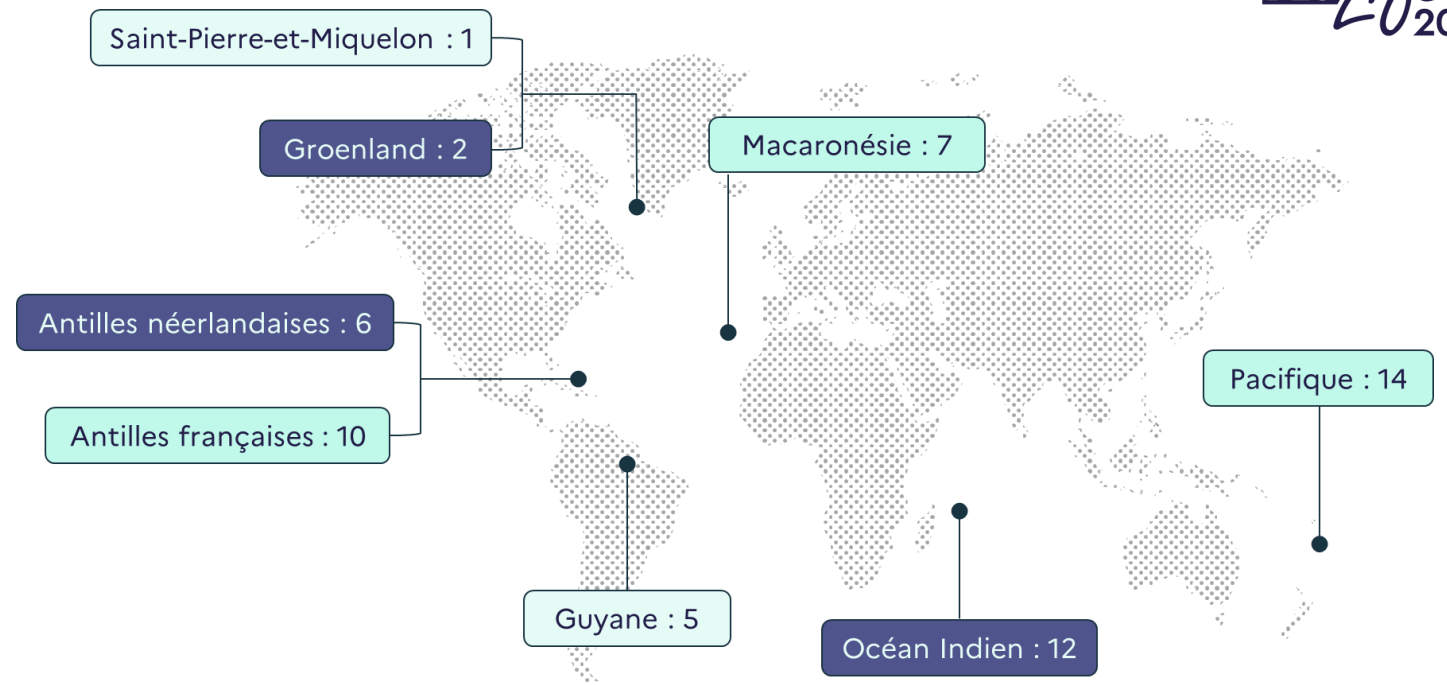 Saint-Pierre-et-Miquelon : 1
Groenland : 2
Macaronésie : 7
Antilles néerlandaises : 6
Pacifique : 14
Antilles françaises : 10
Guyane : 5
Océan Indien : 12